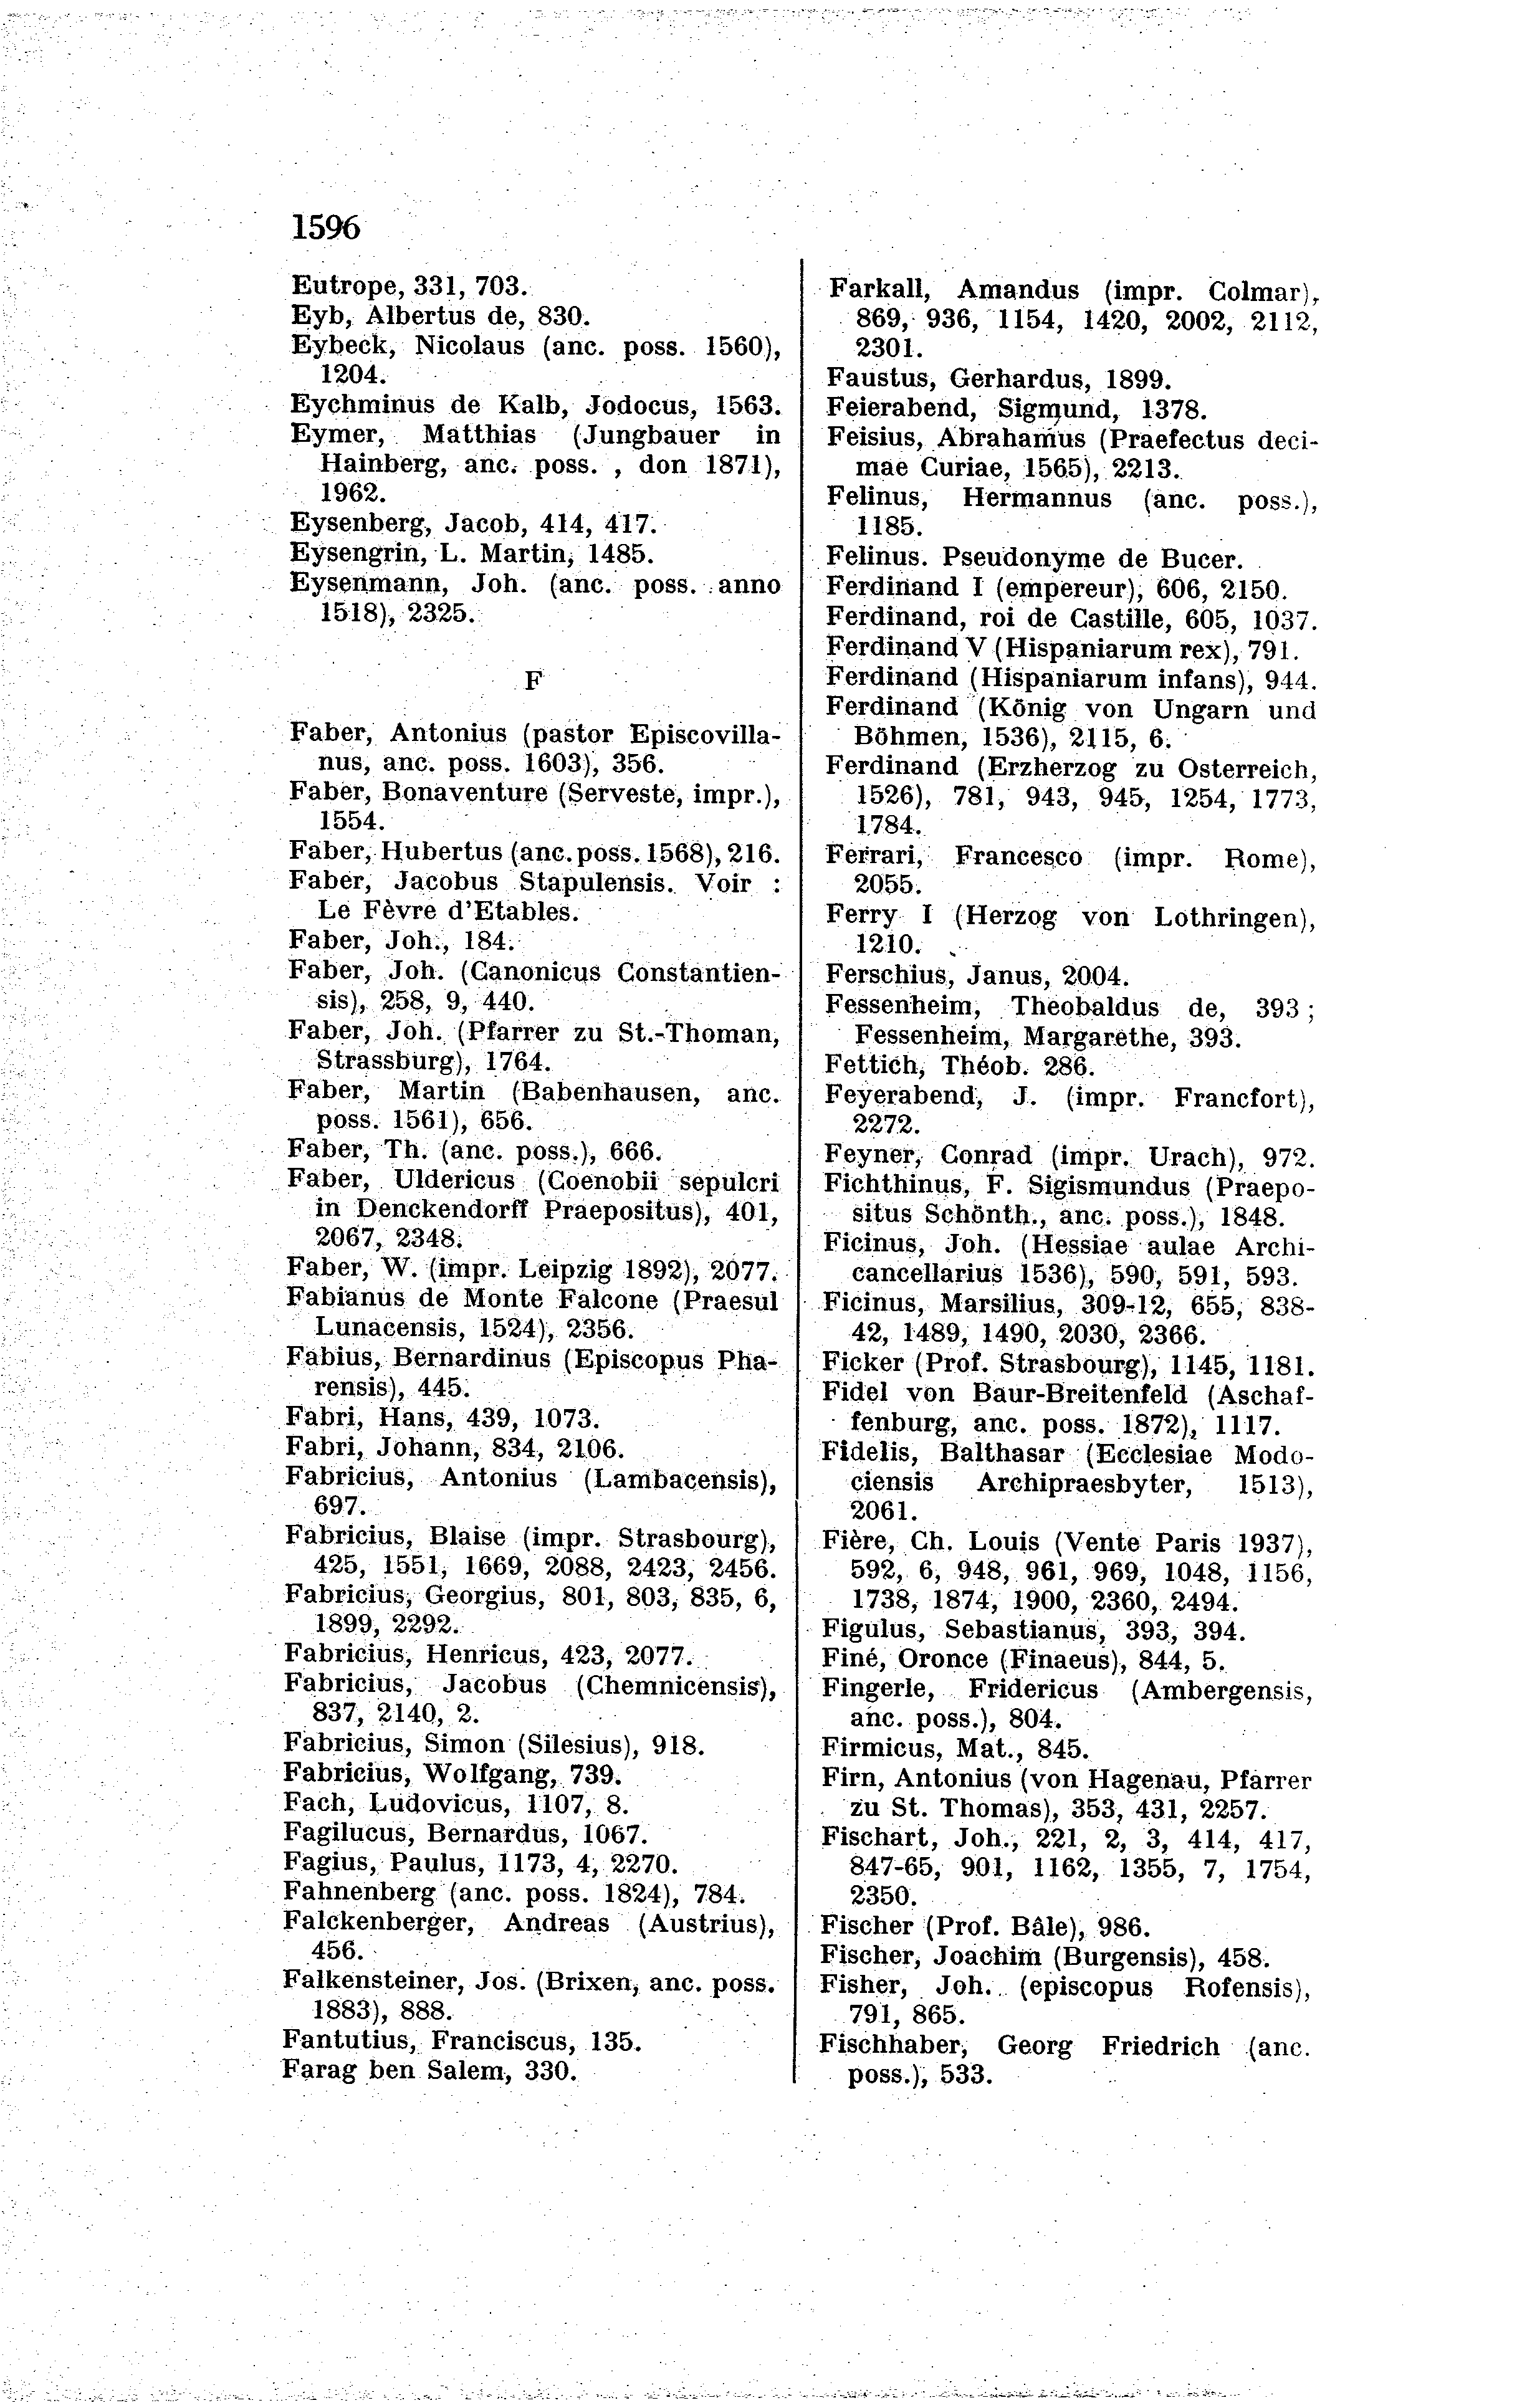 1596
Eutrope, 331, 703.
Eyb, Albertus de, 830.
Eybeck, Nicolaus (anc. poss. 1560),
1204.
Eychminus de Kalb, Jodocus, 1563.
Eymer, Matthias (Jungbauer in
Hainberg, anc. poss. , don 1871),
1962.
Eysenberg, Jacob, 414, 417.
Eysengrin, L. Martin, 1485.
Eysenmann, Joh. (anc. poss. anno
1518), 2325.
F
Faber, Antonius (pastor Episcovilla-
nus, anc. poss. 1603), 356.
Faber, Bonaventure (Serveste, impr.),
1554.
Faber, Hubertus (anc. poss. 1568), 216.
Faber, Jacobus Stapulensis. Voir :
Le Fèvre d'Etables.
Faber, Joh., 184.
Faber, Joh. (Canonicus Constantien-
sis), 258, 9, 440.
Faber, Joh. (Pfarrer zu St.-Thoman,
Strassburg), 1764.
Faber, Martin (Babenhausen, anc.
poss. 1561), 656.
Faber, Th. (anc. poss.), 666.
Faber, Uldericus (Coenobii sepulcri
in Denckendorff Praepositus), 401,
2067, 2348.
Faber, W. (impr. Leipzig 1892), 2077.
Fabianus de Monte Falcone (Praesul
Lunacensis, 1524), 2356.
Fabius, Bernardinus (Episcopus Pha-
rensis), 445.
Fabri, Hans, 439, 1073.
Fabri, Johann, 834, 2106.
Fabricius, Antonius (Lambacensis),
697.
Fabricius, Blaise (impr. Strasbourg),
425, 1551, 1669, 2088, 2423, 2456.
Fabricius, Georgius, 801, 803, 835, 6,
1899, 2292.
Fabricius, Henricus, 423, 2077.
Fabricius, Jacobus (Chemnicensis),
837, 2140, 2.
Fabricius, Simon (Silesius), 918.
Fabricius, Wolfgang, 739.
Fach, Ludovicus, 1107, 8.
Fagilucus, Bernardus, 1067.
Fagius, Paulus, 1173, 4, 2270.
Fahnenberg (anc. poss. 1824), 784.
Falckenberger, Andreas (Austrius),
456.
Falkensteiner, Jos. (Brixen, anc. poss.
1883), 888.
Fantutius, Franciscus, 135.
Farag ben Salem, 330.
Farkall, Amandus (impr. Colmar),
869, 936, 1154, 1420, 2002, 2112,
2301.
Faustus, Gerhardus, 1899.
Feierabend, Sigmund, 1378.
Feisius, Abrahamus (Praefectus deci-
mae Curiae, 1565), 2213.
Felinus, Hermannus (anc. poss.),
1185.
Felinus. Pseudonyme de Bucer.
Ferdinand I (empereur), 606, 2150.
Ferdinand, roi de Castille, 605, 1037.
Ferdinand V (Hispaniarum rex), 791.
Ferdinand (Hispaniarum infans), 944.
Ferdinand (König von Ungarn und
Böhmen, 1536), 2115, 6.
Ferdinand (Erzherzog zu Osterreich,
1526), 781, 943, 945, 1254, 1773,
1784.
Ferrari, Francesco (impr. Rome),
2055.
Ferry I (Herzog von Lothringen),
1210.
Ferschius, Janus, 2004.
Fessenheim, Theobaldus de, 393 ;
Fessenheim, Margarethe, 393.
Fettich, Théob. 286.
Feyerabend, J. (impr. Francfort),
2272.
Feyner, Conrad (impr. Urach), 972.
Fichthinus, F. Sigismundus (Praepo-
situs Schönth., anc. poss.), 1848.
Ficinus, Joh. (Hessiae aulae Archi-
cancellarius 1536), 590, 591, 593.
Ficinus, Marsilius, 309-12, 655, 838-
42, 1489, 1490, 2030, 2366.
Ficker (Prof. Strasbourg), 1145, 1181.
Fidel von Baur-Breitenfeld (Aschaf-
fenburg, anc. poss. 1872), 1117.
Fidelis, Balthasar (Ecclesiae Modo-
ciensis Archipraesbyter, 1513),
2061.
Fière, Ch. Louis (Vente Paris 1937),
592, 6, 948, 961, 969, 1048, 1156,
1738, 1874, 1900, 2360, 2494.
Figulus, Sebastianus, 393, 394.
Finé, Oronce (Finaeus), 844, 5.
Fingerle, Fridericus (Ambergensis,
anc. poss.), 804.
Firmicus, Mat., 845.
Firn, Antonius (von Hagenau, Pfarrer
zu St. Thomas), 353, 431, 2257.
Fischart, Joh., 221, 2, 3, 414, 417,
847-65, 901, 1162, 1355, 7, 1754,
2350.
Fischer (Prof. Bâle), 986.
Fischer, Joachim (Burgensis), 458.
Fisher, Joh. (episcopus Rofensis),
791, 865.
Fischhaber, Georg Friedrich (anc.
poss.), 533.